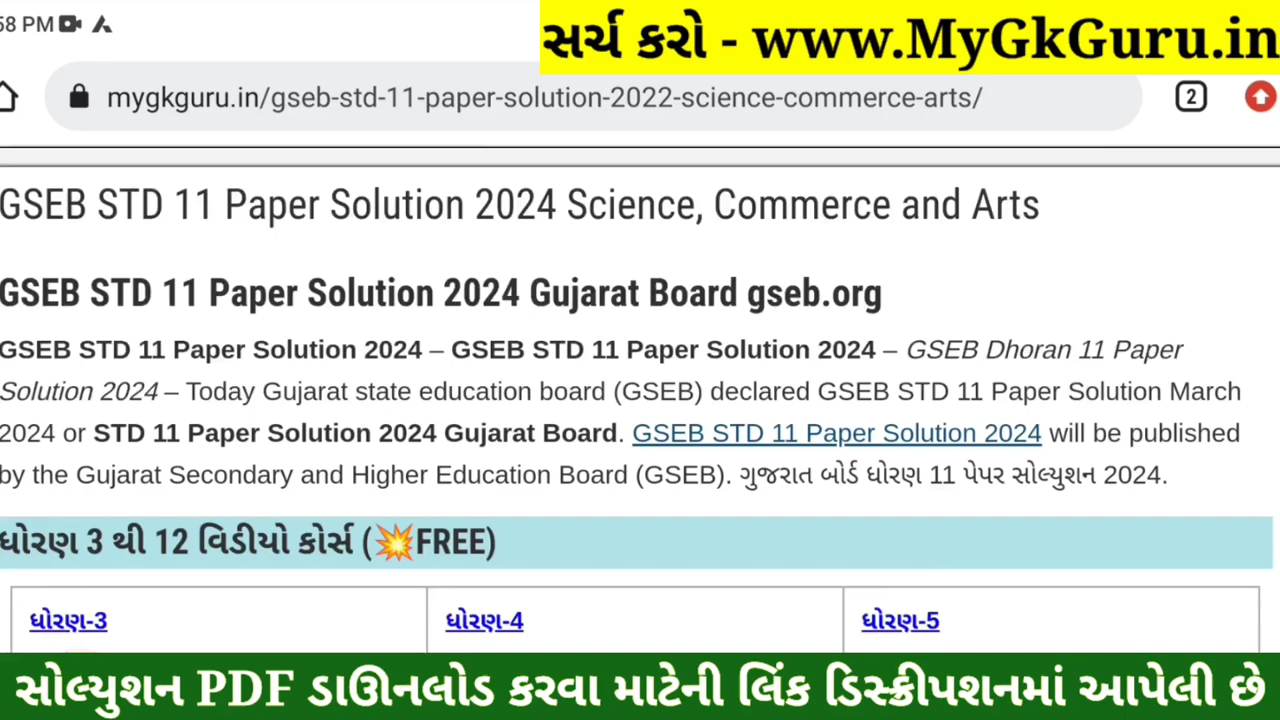 58 PM
સર્ચ કરો - www.MyGkGuru.in
mygkguru.in/gseb-std-11-paper-solution-2022-science-commerce-arts/
2
GSEB STD 11 Paper Solution 2024 Science, Commerce and Arts
GSEB STD 11 Paper Solution 2024 Gujarat Board gseb.org
GSEB STD 11 Paper Solution 2024 – GSEB STD 11 Paper Solution 2024 – GSEB Dhoran 11 Paper
Solution 2024 – Today Gujarat state education board (GSEB) declared GSEB STD 11 Paper Solution March
2024 or STD 11 Paper Solution 2024 Gujarat Board. GSEB STD 11 Paper Solution 2024 will be published
by the Gujarat Secondary and Higher Education Board (GSEB). ગુજરાત બોર્ડ ધોરણ 11 પેપર સોલ્યુશન 2024.
ધોરણ 3 થી 12 વિડીયો કોર્સ (💥FREE)
ધોરણ-3 ધોરણ-4 ધોરણ-5
સોલ્યુશન PDF ડાઊનલોડ કરવા માટેની લિંક ડિસ્ક્રીપશનમાં આપેલી છે